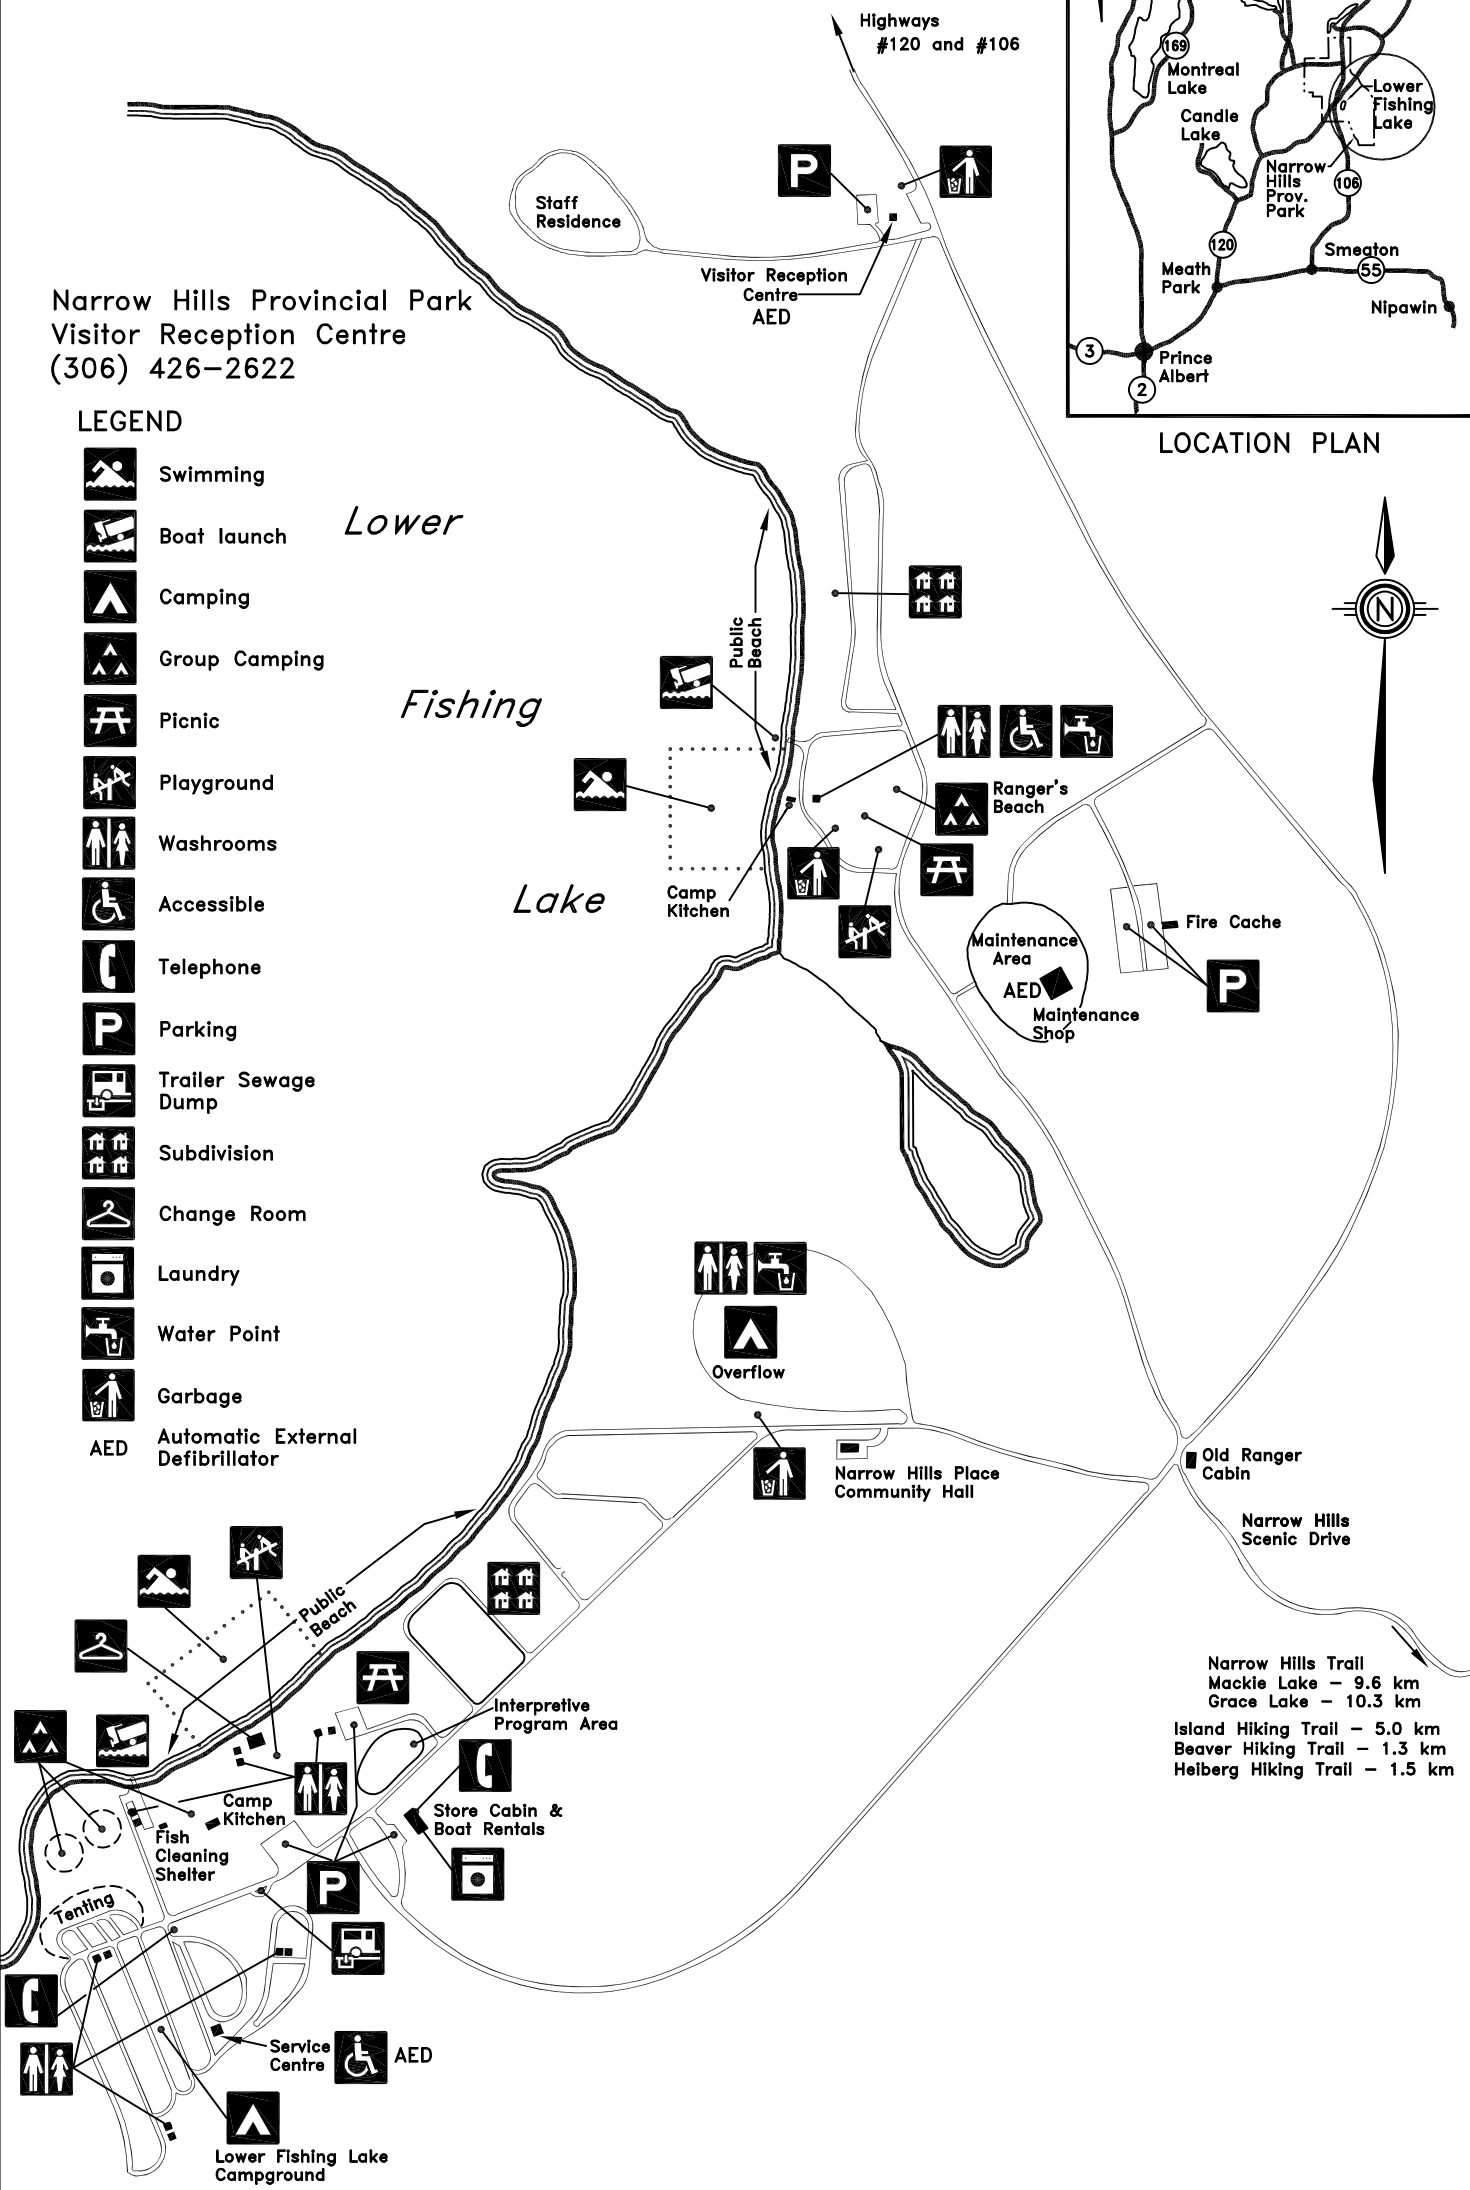 Highways
#120 and #106
169
Montreal
Lake
Candle
Lake
Lower
Fishing
Lake
Narrow
Hills
Prov.
Park
106
120
Smeaton
55
Meath
Park
Nipawin
3
Prince
Albert
2
LOCATION PLAN
N
P
Staff
Residence
Visitor Reception
Centre
AED
Narrow Hills Provincial Park
Visitor Reception Centre
(306) 426-2622
LEGEND
Swimming
Boat launch
Camping
Group Camping
Picnic
Playground
Washrooms
Accessible
Telephone
P
Parking
Trailer Sewage
Dump
Subdivision
Change Room
Laundry
Water Point
Garbage
AED
Automatic External
Defibrillator
Lower
Fishing
Lake
Public
Beach
Ranger's
Beach
Camp
Kitchen
Maintenance
Area
AED
Maintenance
Shop
Fire Cache
P
Overflow
Narrow Hills Place
Community Hall
Old Ranger
Cabin
Narrow Hills
Scenic Drive
Narrow Hills Trail
Mackie Lake - 9.6 km
Grace Lake - 10.3 km
Island Hiking Trail - 5.0 km
Beaver Hiking Trail - 1.3 km
Heiberg Hiking Trail - 1.5 km
Public
Beach
Interpretive
Program Area
Store Cabin &
Boat Rentals
Camp
Kitchen
Fish
Cleaning
Shelter
P
Tenting
Service
Centre
AED
Lower Fishing Lake
Campground